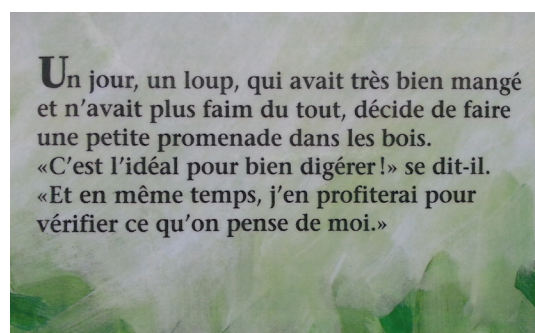 Un jour, un loup, qui avait très bien mangé
et n'avait plus faim du tout, décide de faire
une petite promenade dans les bois.
«C'est l'idéal pour bien digérer!» se dit-il.
«Et en même temps, j'en profiterai pour
vérifier ce qu'on pense de moi.»